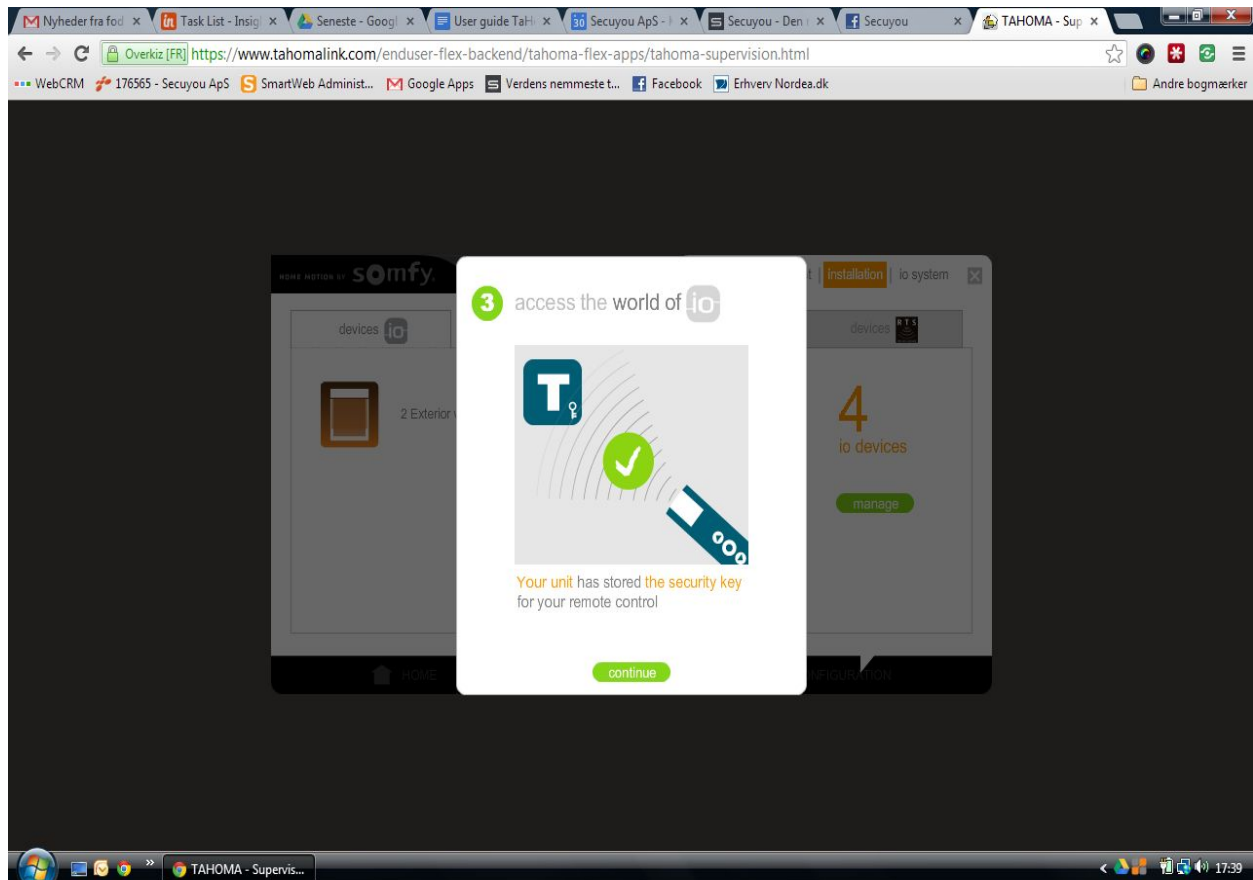 Nyheder fra fod
Task List - Insig
Seneste - Googl
User guide TaH
Secuyou ApS -
Secuyou - Den
Secuyou
TAHOMA - Sup
Overkiz [FR] https://www.tahomalink.com/enduser-flex-backend/tahoma-flex-apps/tahoma-supervision.html
WebCRM 176565 - Secuyou ApS SmartWeb Administ... Google Apps Verdens nemmeste t... Facebook Erhverv Nordea.dk Andre bogmærker
HOME MOTION BY somfy.
installation | io system
3 access the world of io
devices io
devices RTS
T
2 Exterior
4
io devices
manage
Your unit has stored the security key
for your remote control
continue
HOME
NFIGURATION
TAHOMA - Supervis...
17:39